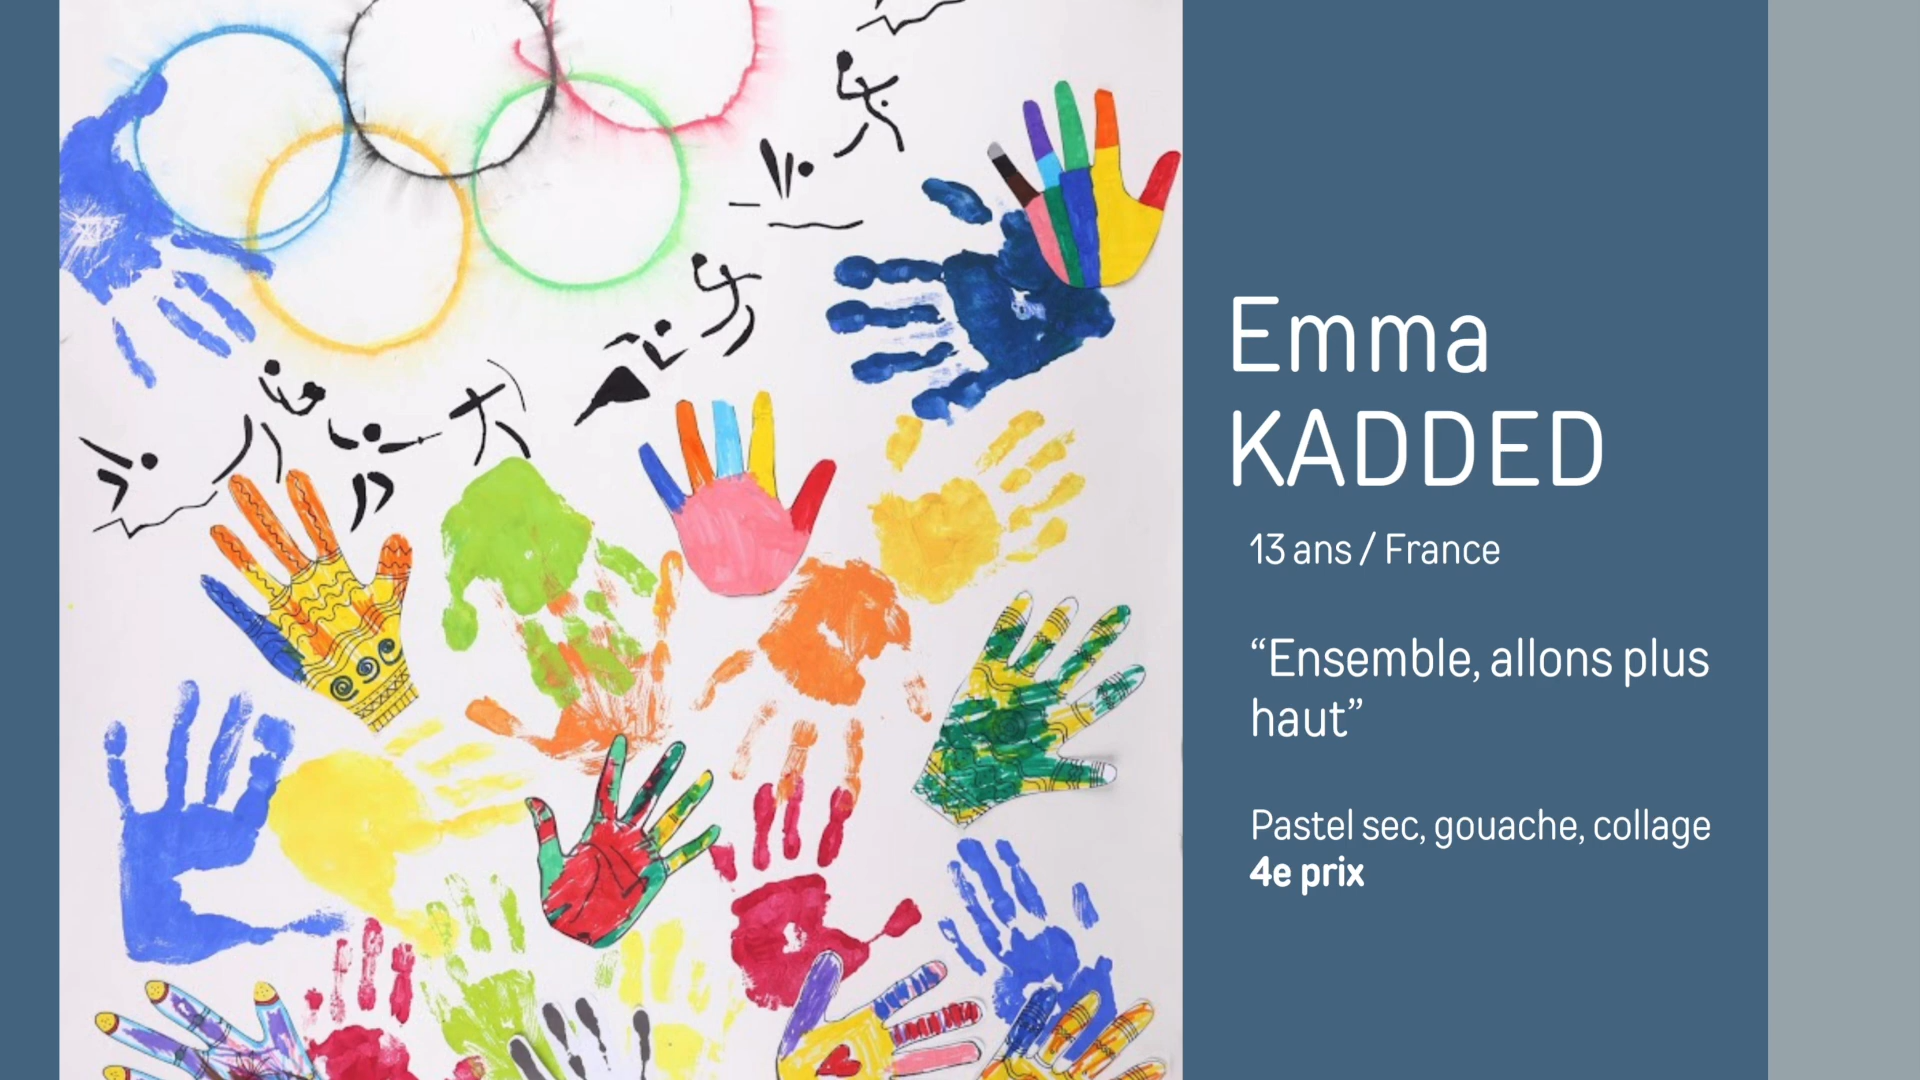 Emma
KADDED
13 ans / France
“Ensemble, allons plus
haut”
Pastel sec, gouache, collage
4e prix